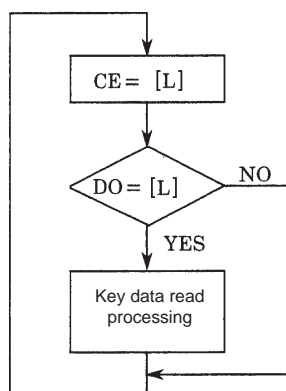 CE = [L]
DO = [L]
NO
YES
Key data read
processing